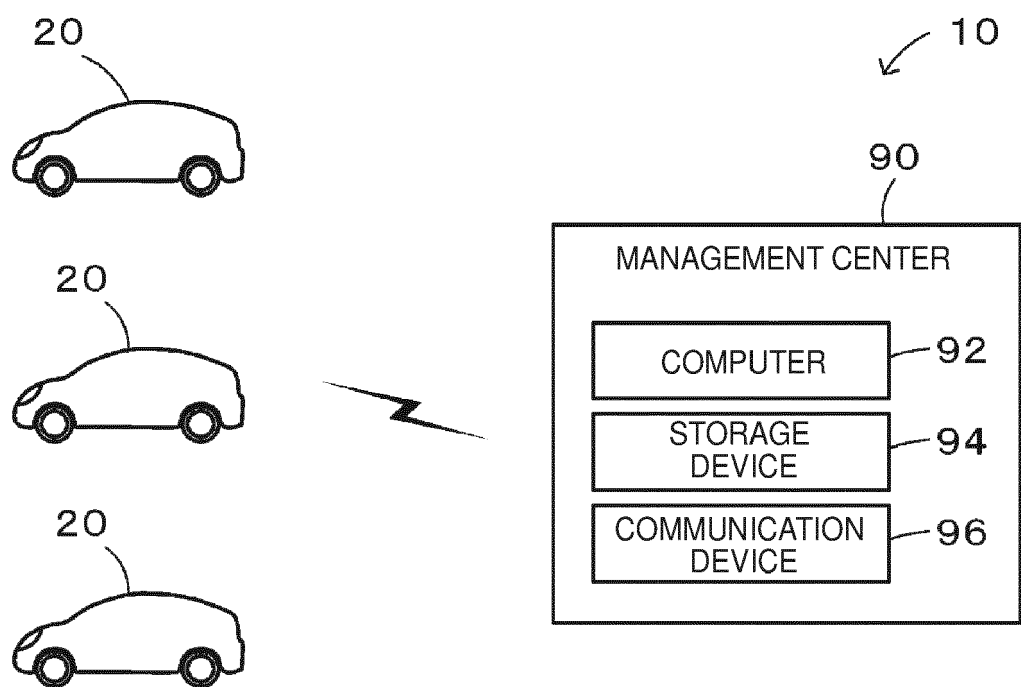 20
10
90
MANAGEMENT CENTER
20
COMPUTER
92
STORAGE
DEVICE
94
20
COMMUNICATION
DEVICE
96